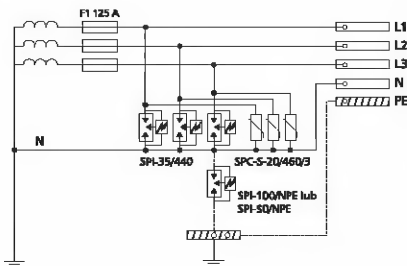 F1 125 A
L1
L2
L3
N
PE
N
SPI-35/440
SPC-S-20/460/3
SPI-100/NPE lub
SPI-50/NPE